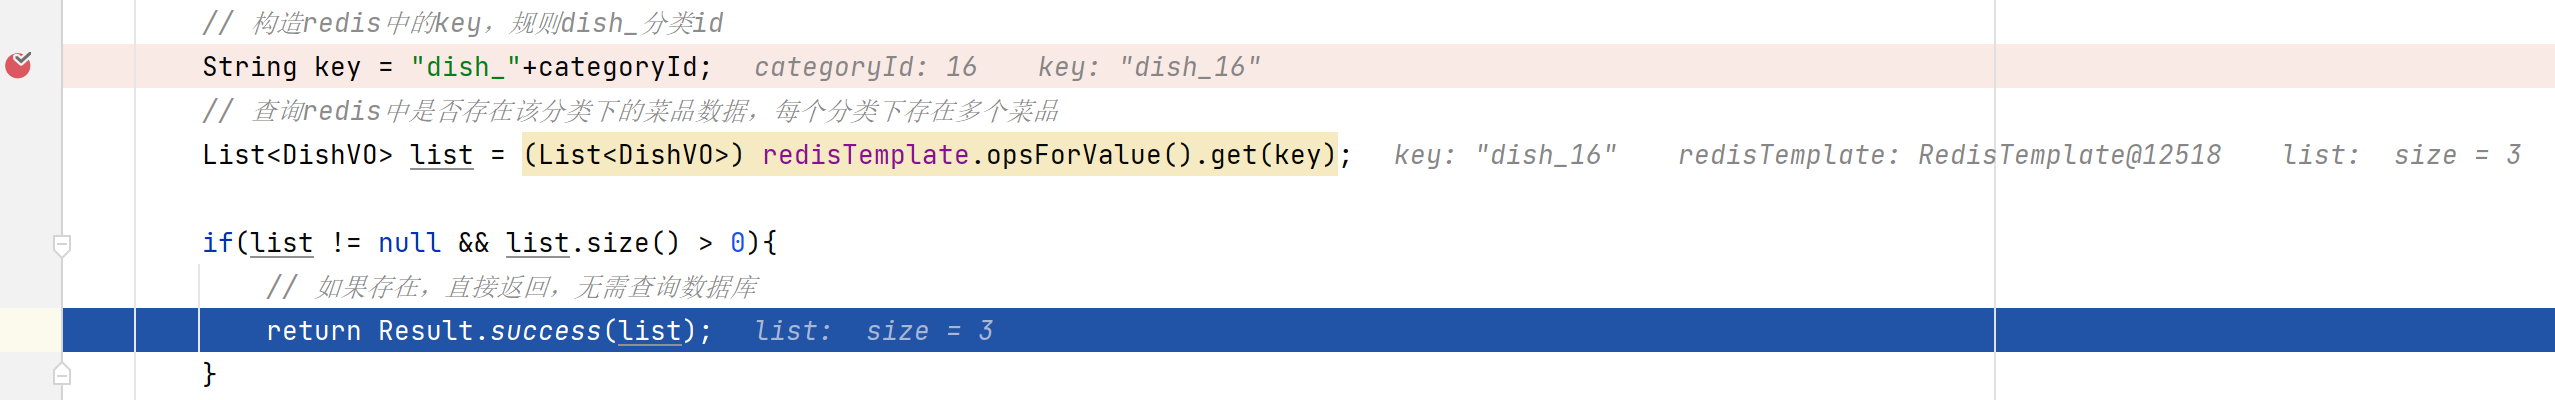 // 构造redis中的key，规则dish_分类id
String key = "dish_"+categoryId;   categoryId: 16    key: "dish_16"
// 查询redis中是否存在该分类下的菜品数据，每个分类下存在多个菜品
List<DishVO> list = (List<DishVO>) redisTemplate.opsForValue().get(key);   key: "dish_16"    redisTemplate: RedisTemplate@12518    list:  size = 3
if(list != null && list.size() > 0){
    // 如果存在，直接返回，无需查询数据库
    return Result.success(list);   list:  size = 3
}